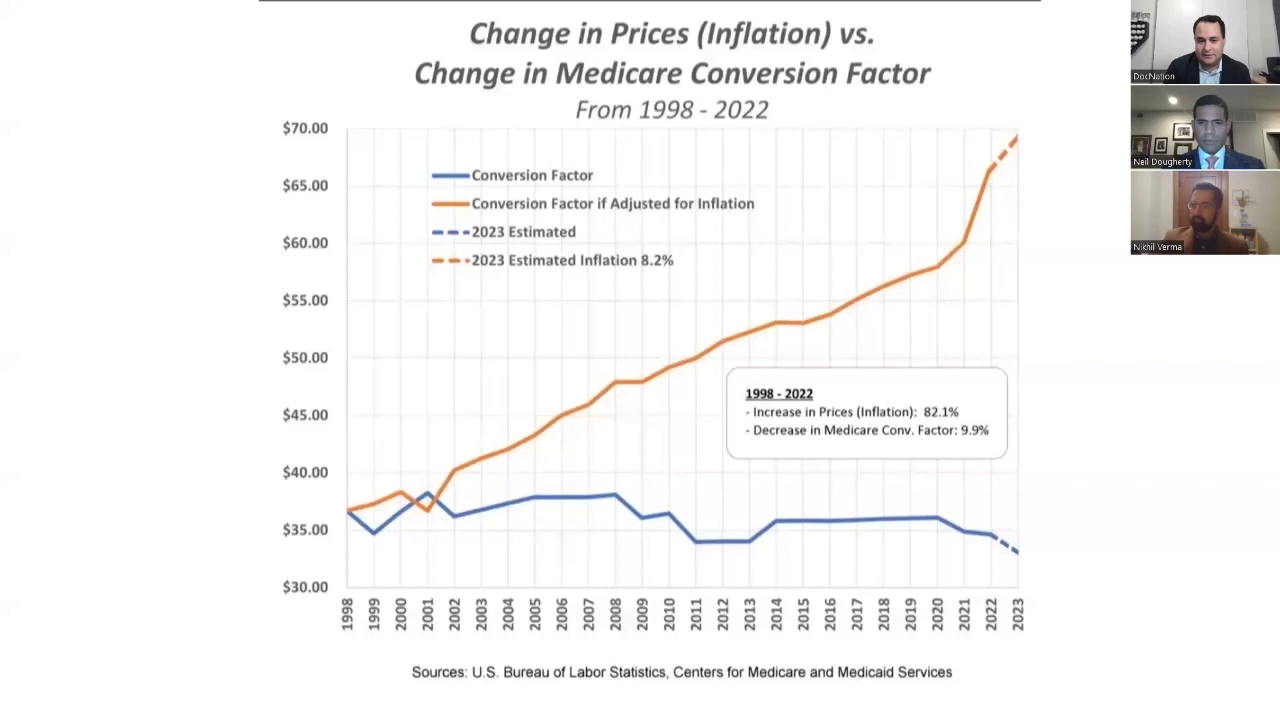 Change in Prices (Inflation) vs.
Change in Medicare Conversion Factor
From 1998 - 2022
$70.00
$65.00
$60.00
$55.00
$50.00
$45.00
$40.00
$35.00
$30.00
Conversion Factor
Conversion Factor if Adjusted for Inflation
2023 Estimated
2023 Estimated Inflation 8.2%
1998 - 2022
- Increase in Prices (Inflation): 82.1%
- Decrease in Medicare Conv. Factor: 9.9%
1998
1999
2000
2001
2002
2003
2004
2005
2006
2007
2008
2009
2010
2011
2012
2013
2014
2015
2016
2017
2018
2019
2020
2021
2022
2023
Sources: U.S. Bureau of Labor Statistics, Centers for Medicare and Medicaid Services
DocNation
Neil Dougherty
Nikhil Verma